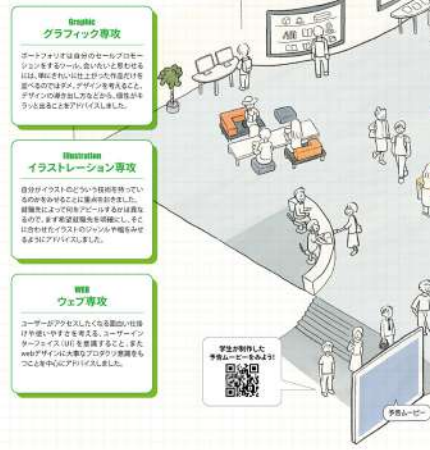 Graphic
グラフィック専攻
ポートフォリオは自分のセールプロモー
ションをするツール。会いたいと思わせる
には、単にきれいに仕上がった作品だけを
並べるのではダメ。デザインを考えること、
デザインの導き出し方などから、個性がキ
ラッと出ることをアドバイスしました。
Illustration
イラストレーション専攻
自分がイラストのどういう技術を持ってい
るのかをみせることに重点をおきました。
就職先によって何をアピールするかは異な
るので、まず希望就職先を明確にし、そこ
に合わせたイラストのジャンルや幅をみせ
るようにアドバイスしました。
WEB
ウェブ専攻
ユーザーがアクセスしたくなる面白い仕掛
けや使いやすさを考える、ユーザーイン
ターフェイス（UI）を意識すること、また
webデザインに大事なプロダクツ意識をも
つことを中心にアドバイスしました。
学生が制作した
予告ムービーをみよう!
予告ムービー